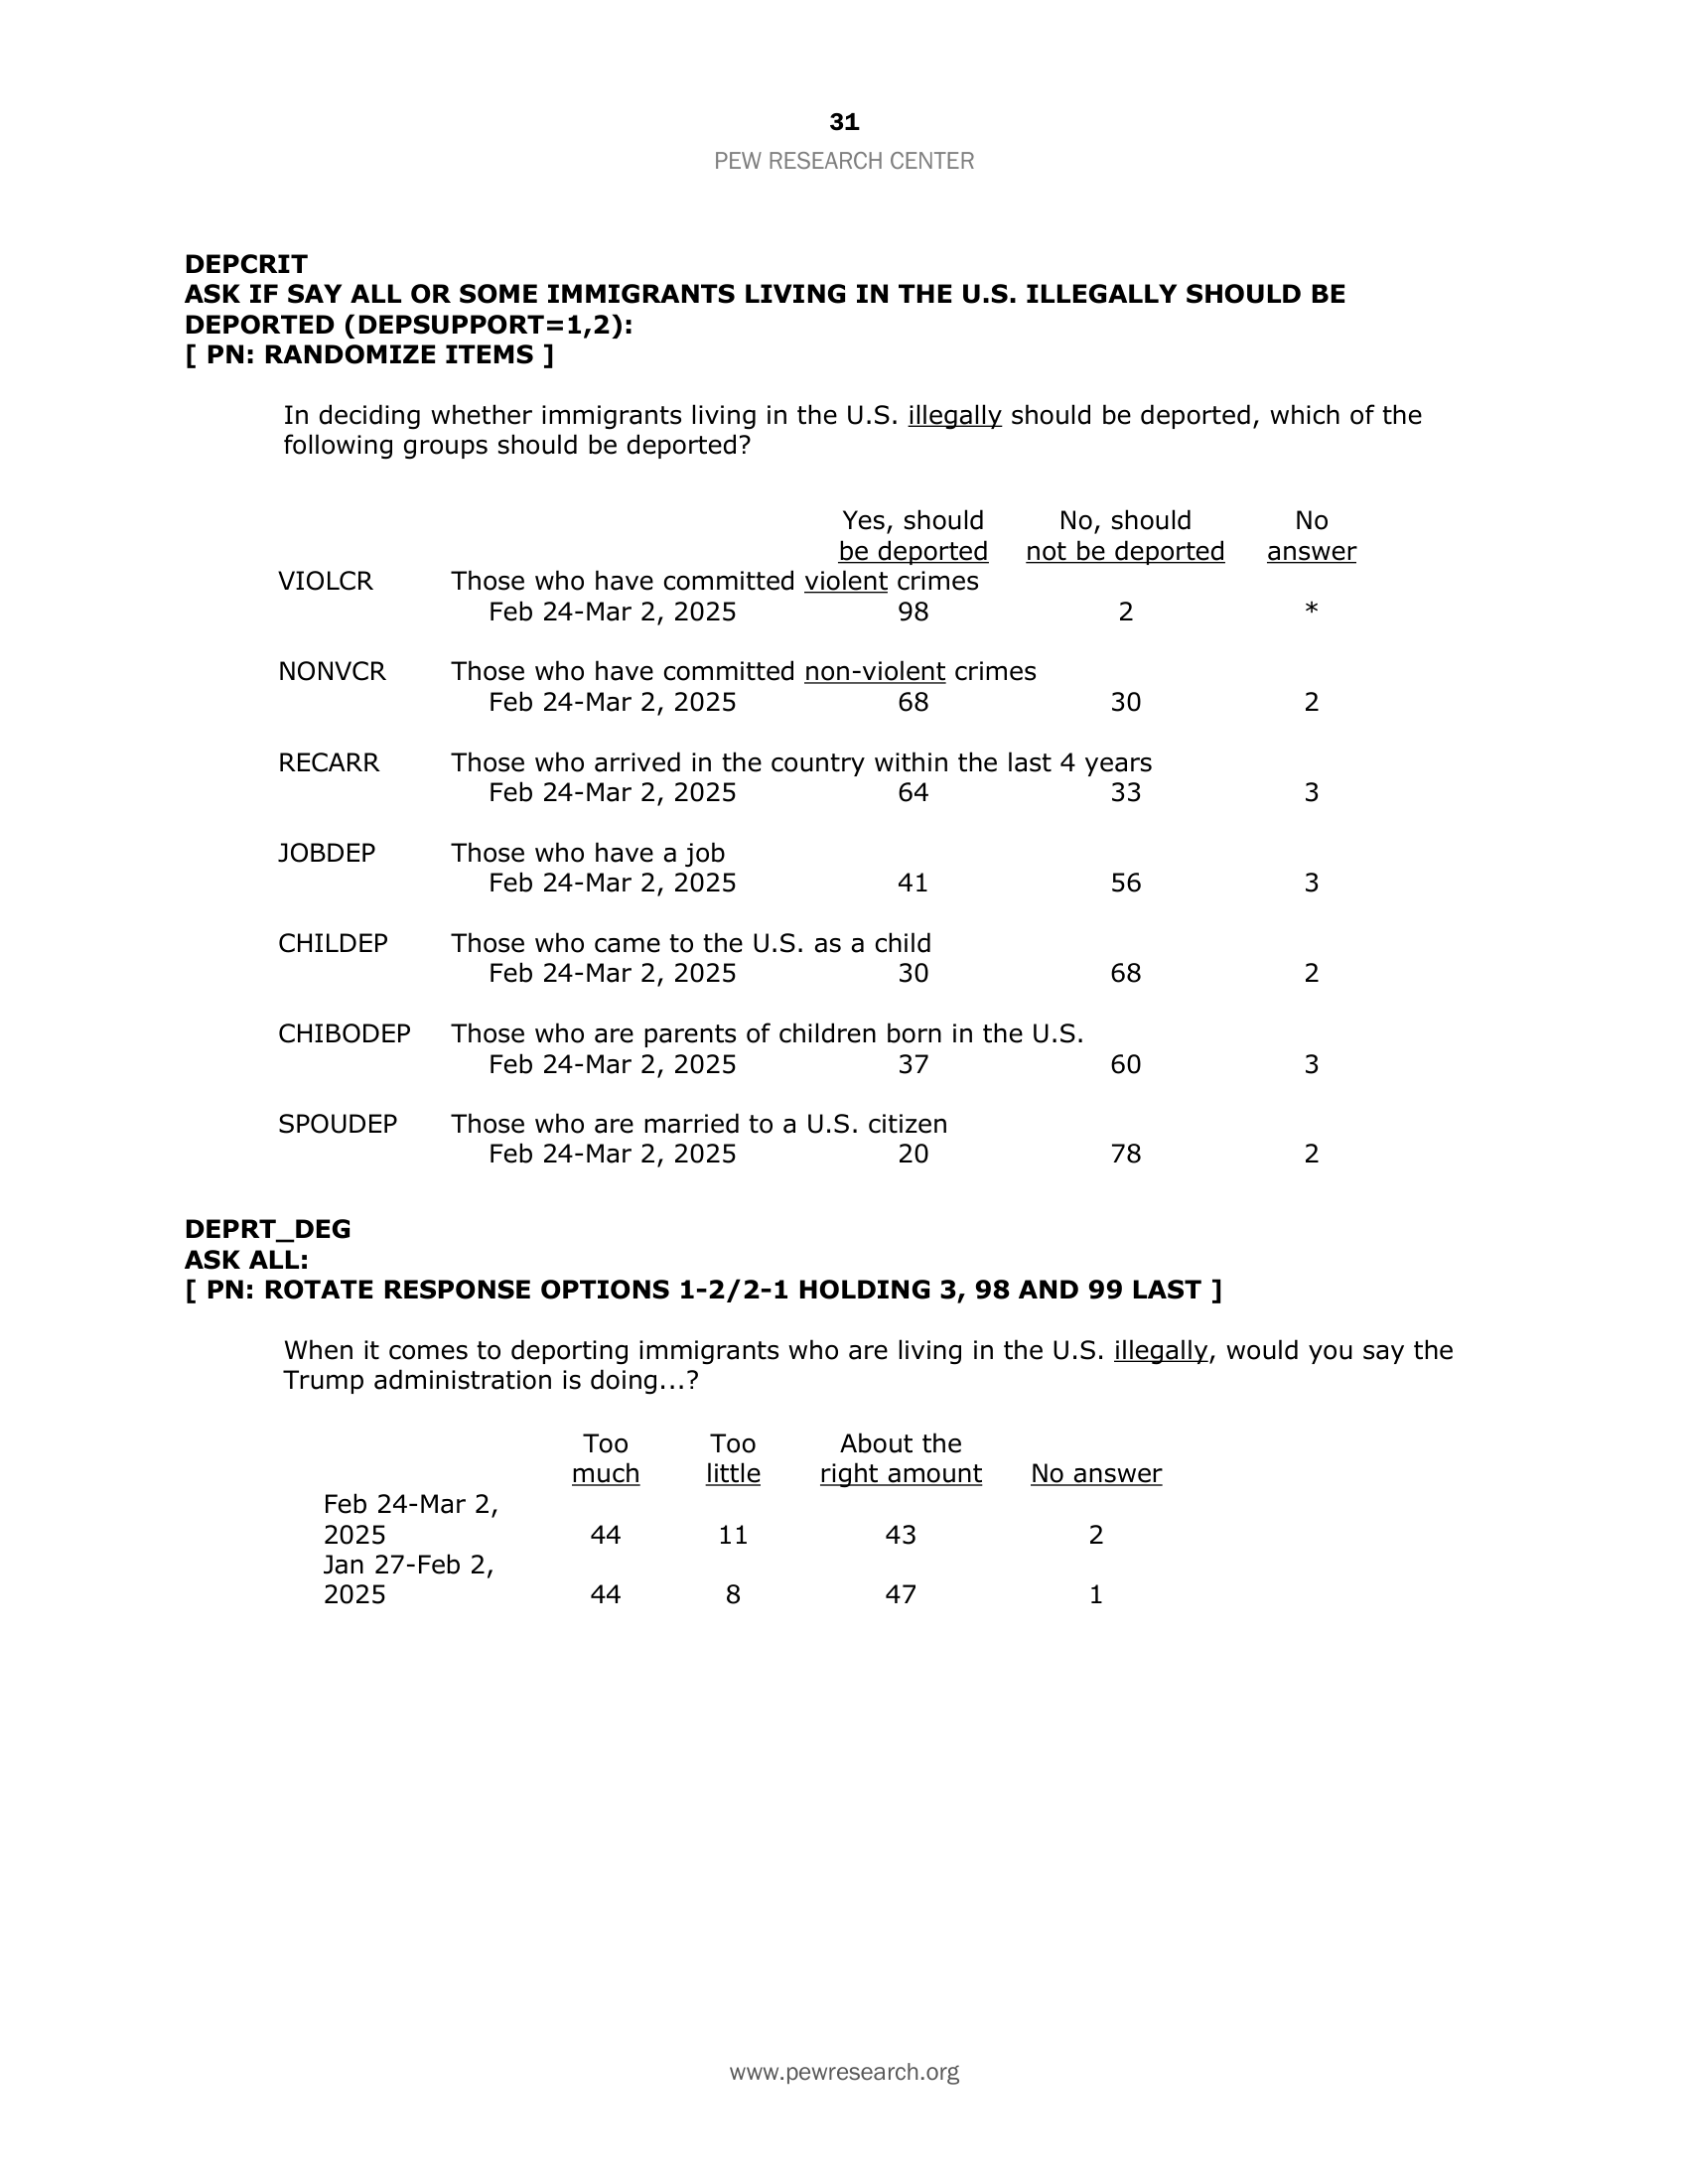 31
PEW RESEARCH CENTER
DEPCRIT
ASK IF SAY ALL OR SOME IMMIGRANTS LIVING IN THE U.S. ILLEGALLY SHOULD BE
DEPORTED (DEPSUPPORT=1,2):
[ PN: RANDOMIZE ITEMS ]
In deciding whether immigrants living in the U.S. illegally should be deported, which of the
following groups should be deported?
Yes, should No, should No
be deported not be deported answer
VIOLCR Those who have committed violent crimes
Feb 24-Mar 2, 2025 98 2 *
NONVCR Those who have committed non-violent crimes
Feb 24-Mar 2, 2025 68 30 2
RECARR Those who arrived in the country within the last 4 years
Feb 24-Mar 2, 2025 64 33 3
JOBDEP Those who have a job
Feb 24-Mar 2, 2025 41 56 3
CHILDEP Those who came to the U.S. as a child
Feb 24-Mar 2, 2025 30 68 2
CHIBODEP Those who are parents of children born in the U.S.
Feb 24-Mar 2, 2025 37 60 3
SPOUDEP Those who are married to a U.S. citizen
Feb 24-Mar 2, 2025 20 78 2
DEPRT_DEG
ASK ALL:
[ PN: ROTATE RESPONSE OPTIONS 1-2/2-1 HOLDING 3, 98 AND 99 LAST ]
When it comes to deporting immigrants who are living in the U.S. illegally, would you say the
Trump administration is doing...?
Too Too About the
much little right amount No answer
Feb 24-Mar 2,
2025 44 11 43 2
Jan 27-Feb 2,
2025 44 8 47 1
www.pewresearch.org